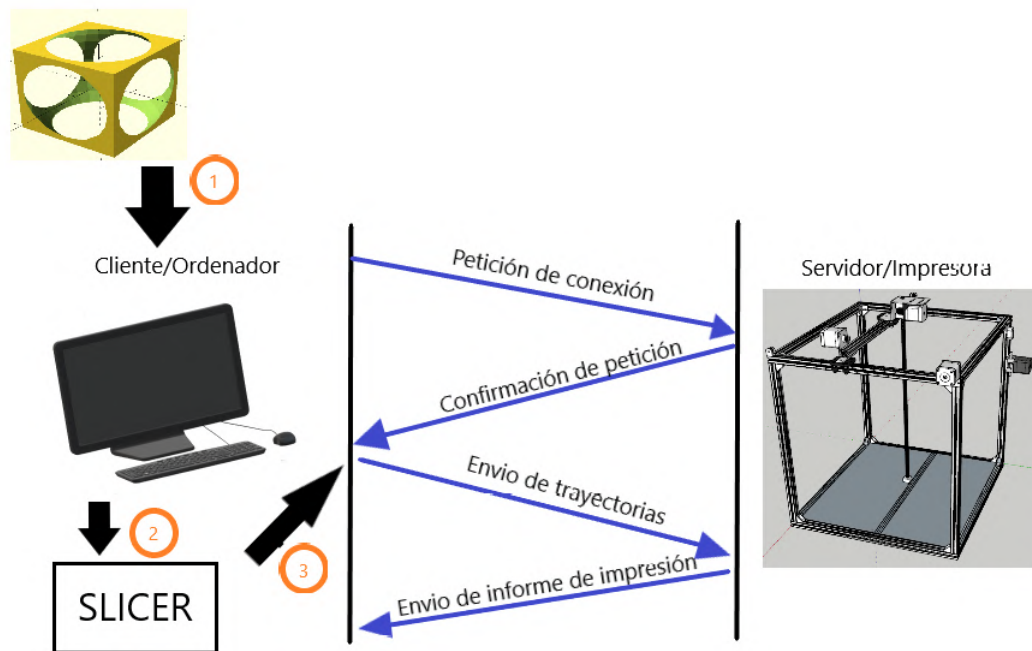 1
Cliente/Ordenador
Petición de conexión
Servidor/Impresora
Confirmación de petición
Envio de trayectorias
2
3
Envio de informe de impresión
SLICER